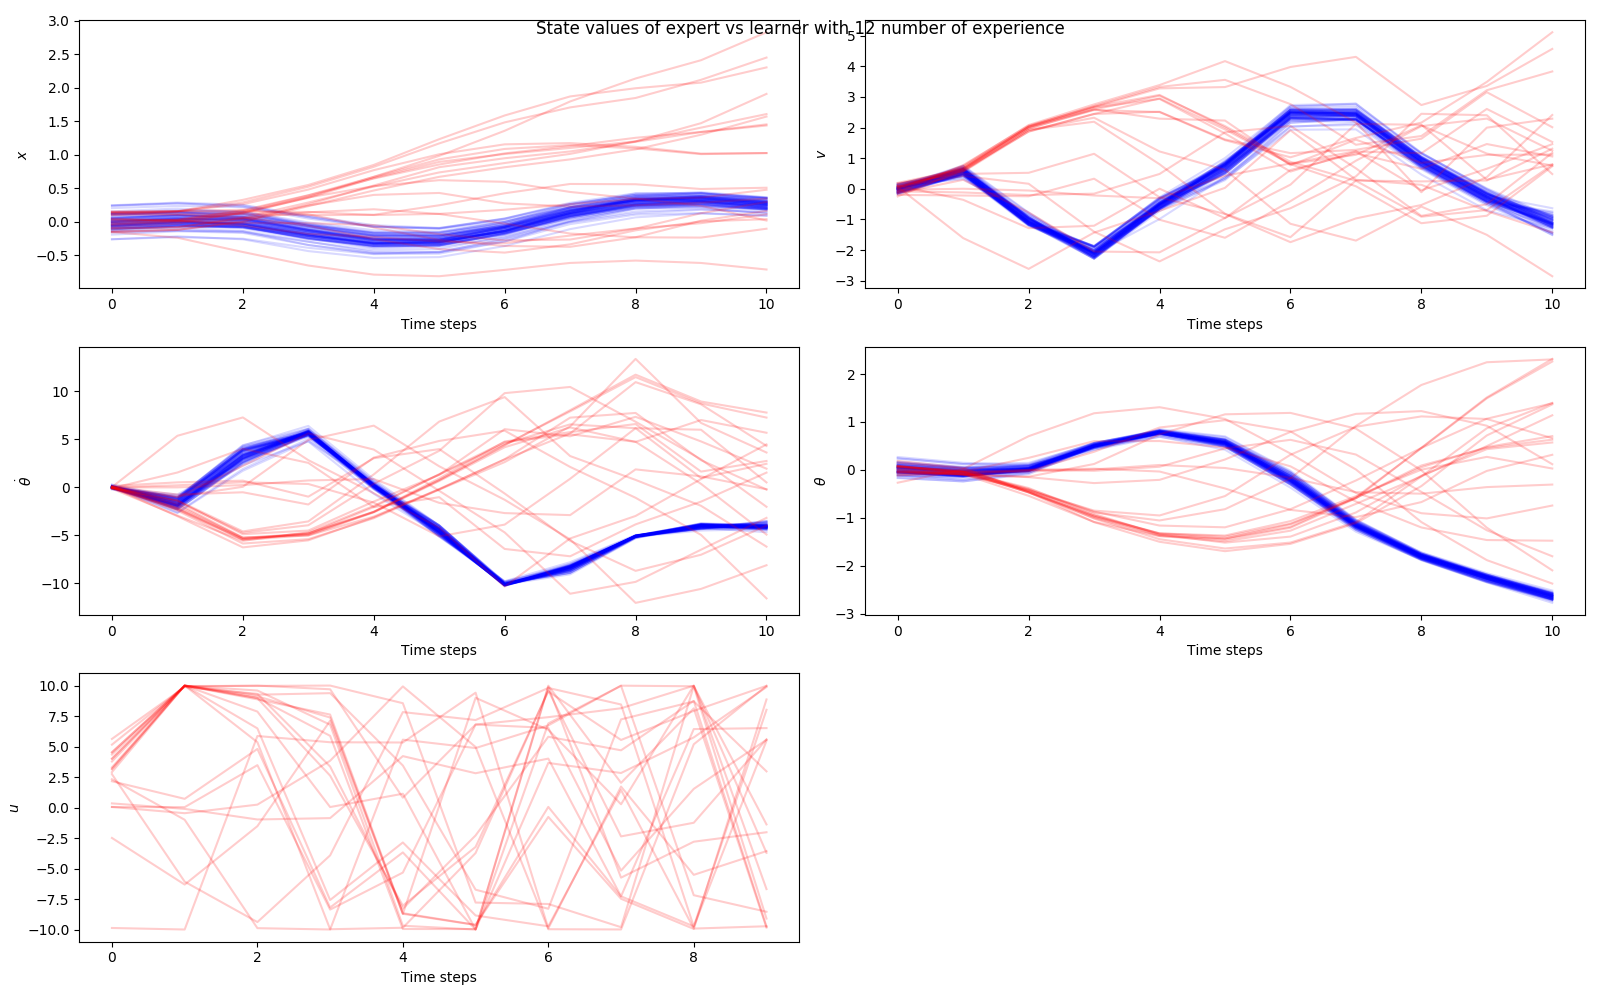 State values of expert vs learner with 12 number of experience
3.0
2.5
2.0
1.5
1.0
0.5
0.0
−0.5
x
0 2 4 6 8 10
Time steps
5
4
3
2
1
0
−1
−2
−3
v
0 2 4 6 8 10
Time steps
10
5
0
−5
−10
θ̇
0 2 4 6 8 10
Time steps
2
1
0
−1
−2
−3
θ
0 2 4 6 8 10
Time steps
10.0
7.5
5.0
2.5
0.0
−2.5
−5.0
−7.5
−10.0
u
0 2 4 6 8
Time steps